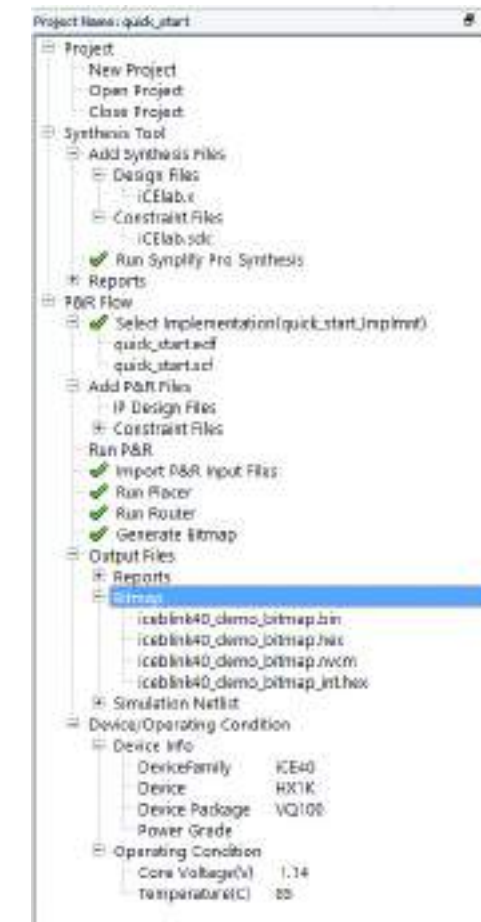 Project Name: quick_start
Project
New Project
Open Project
Close Project
Synthesis Tool
Add Synthesis Files
Design Files
iCElab.v
Constraint Files
iCElab.sdc
Run Synplify Pro Synthesis
Reports
P&R Flow
Select Implementation(quick_start_Implmnt)
quick_start.edf
quick_start.scf
Add P&R Files
IP Design Files
Constraint Files
Run P&R
Import P&R Input Files
Run Placer
Run Router
Generate Bitmap
Output Files
Reports
Bitmap
iceblink40_demo_bitmap.bin
iceblink40_demo_bitmap.hex
iceblink40_demo_bitmap.nvcm
iceblink40_demo_bitmap_int.hex
Simulation Netlist
Device/Operating Condition
Device Info
DeviceFamily iCE40
Device HX1K
Device Package VQ100
Power Grade
Operating Condition
Core Voltage(V) 1.14
Temperature(C) 85